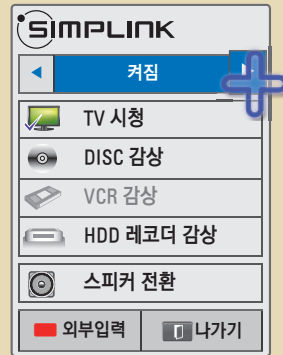 SIMPLINK
켜짐
TV 시청
DISC 감상
VCR 감상
HDD 레코더 감상
스피커 전환
외부입력 나가기